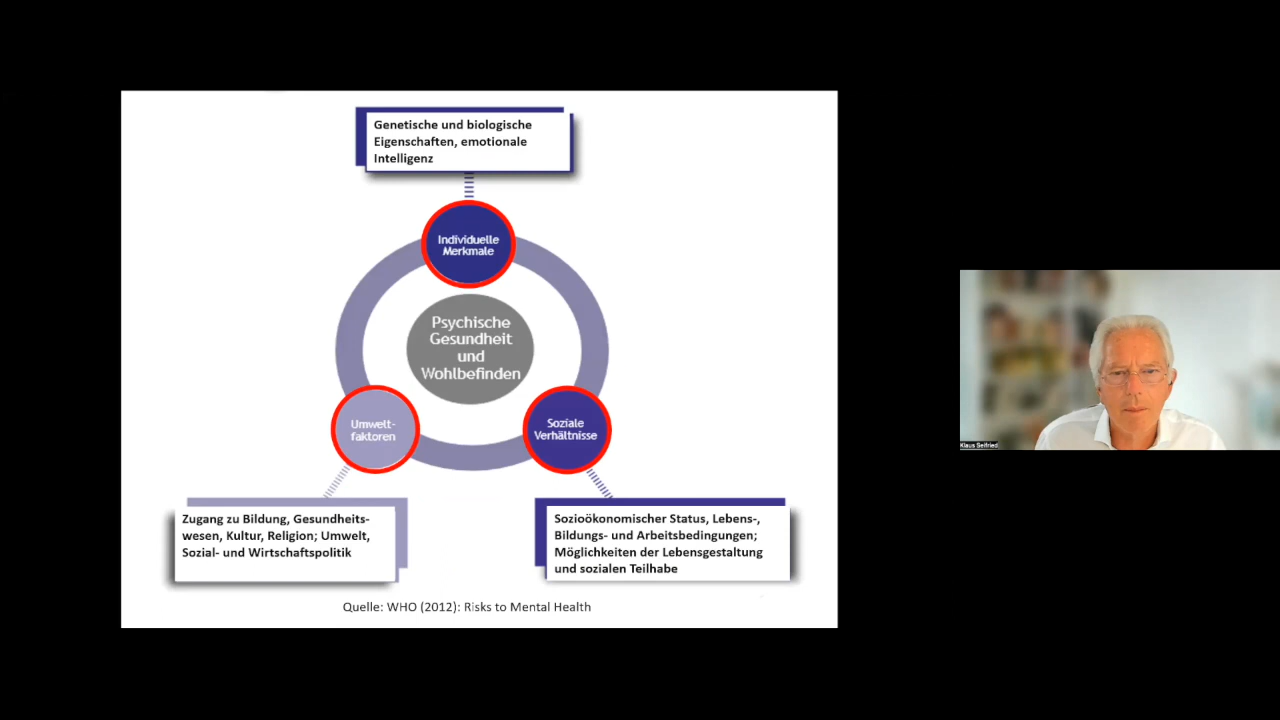 Genetische und biologische
Eigenschaften, emotionale
Intelligenz
Individuelle
Merkmale
Psychische
Gesundheit
und
Wohlbefinden
Umwelt-
faktoren
Soziale
Verhältnisse
Zugang zu Bildung, Gesundheits-
wesen, Kultur, Religion; Umwelt,
Sozial- und Wirtschaftspolitik
Sozioökonomischer Status, Lebens-,
Bildungs- und Arbeitsbedingungen;
Möglichkeiten der Lebensgestaltung
und sozialen Teilhabe
Quelle: WHO (2012): Risks to Mental Health
Klaus Seifried